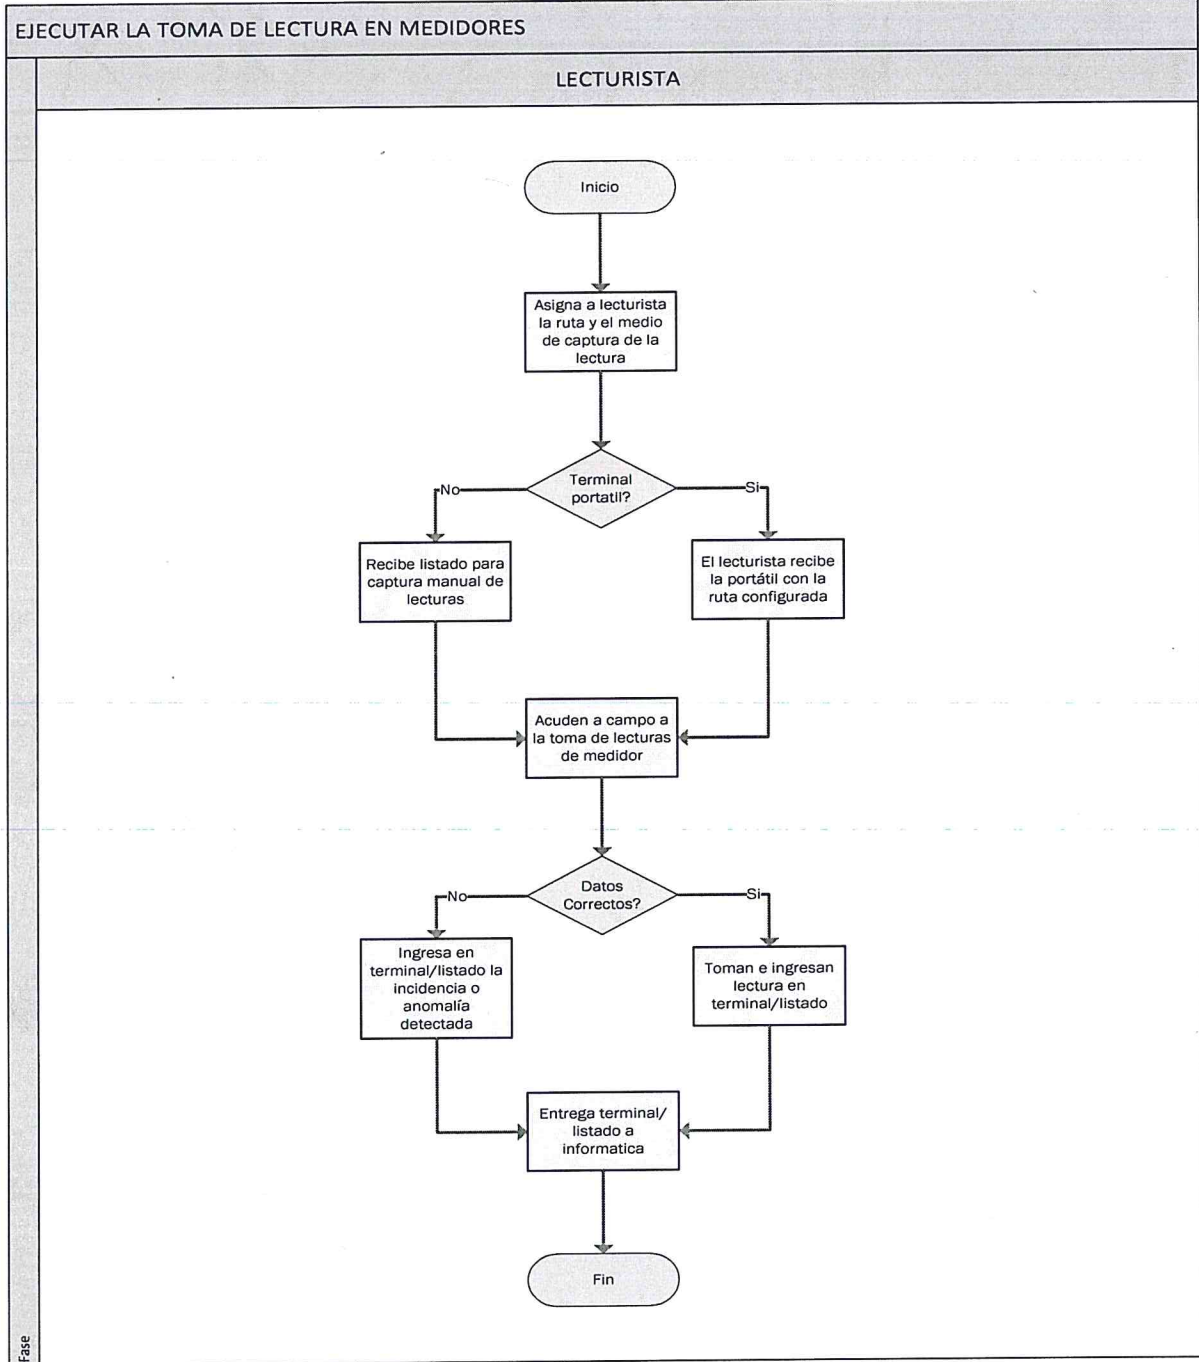 EJECUTAR LA TOMA DE LECTURA EN MEDIDORES
LECTURISTA
Inicio
Asigna a lecturista
la ruta y el medio
de captura de la
lectura
Terminal
portatil?
No
Si
Recibe listado para
captura manual de
lecturas
El lecturista recibe
la portátil con la
ruta configurada
Acuden a campo a
la toma de lecturas
de medidor
Datos
Correctos?
No
Si
Ingresa en
terminal/listado la
incidencia o
anomalía
detectada
Toman e ingresan
lectura en
terminal/listado
Entrega terminal/
listado a
informatica
Fin
Fase